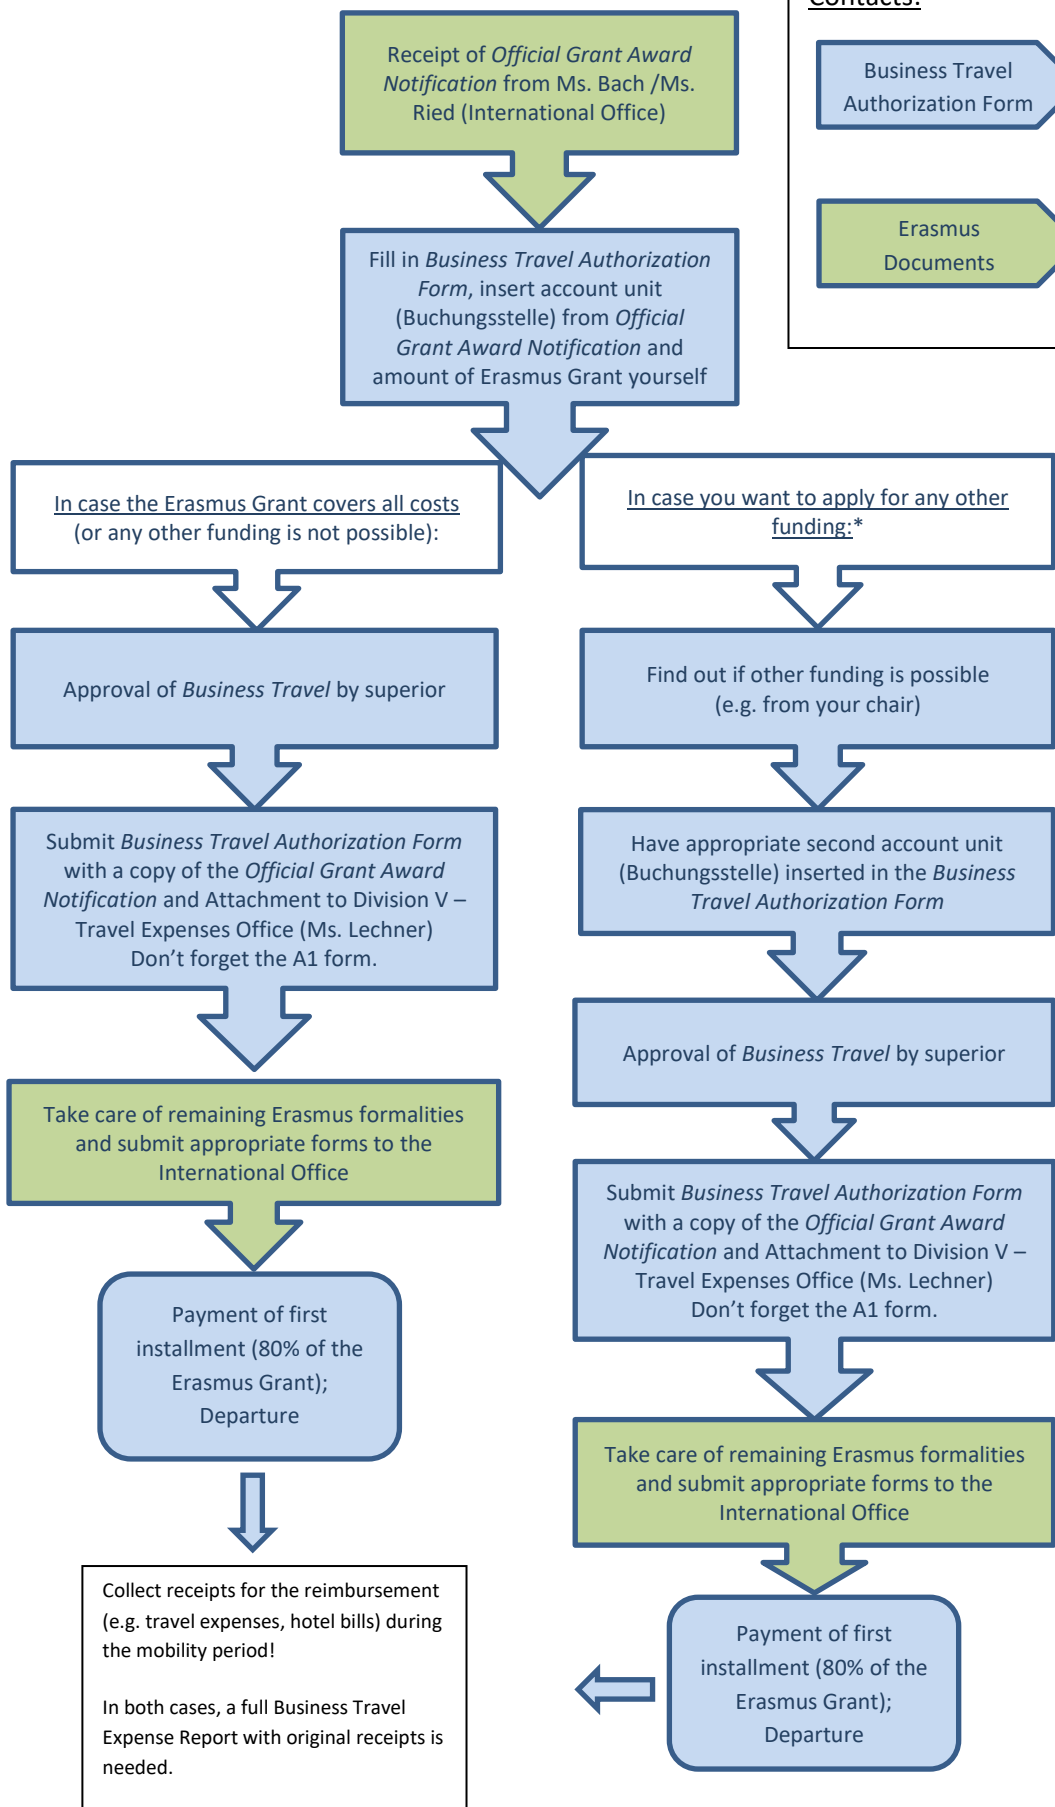 Contacts:
Receipt of Official Grant Award
Notification from Ms. Bach /Ms.
Ried (International Office)
Business Travel
Authorization Form
Erasmus
Documents
Fill in Business Travel Authorization
Form, insert account unit
(Buchungsstelle) from Official
Grant Award Notification and
amount of Erasmus Grant yourself
In case the Erasmus Grant covers all costs
(or any other funding is not possible):
Approval of Business Travel by superior
Submit Business Travel Authorization Form
with a copy of the Official Grant Award
Notification and Attachment to Division V –
Travel Expenses Office (Ms. Lechner)
Don’t forget the A1 form.
Take care of remaining Erasmus formalities
and submit appropriate forms to the
International Office
Payment of first
installment (80% of the
Erasmus Grant);
Departure
In case you want to apply for any other
funding:*
Find out if other funding is possible
(e.g. from your chair)
Have appropriate second account unit
(Buchungsstelle) inserted in the Business
Travel Authorization Form
Approval of Business Travel by superior
Submit Business Travel Authorization Form
with a copy of the Official Grant Award
Notification and Attachment to Division V –
Travel Expenses Office (Ms. Lechner)
Don’t forget the A1 form.
Take care of remaining Erasmus formalities
and submit appropriate forms to the
International Office
Payment of first
installment (80% of the
Erasmus Grant);
Departure
Collect receipts for the reimbursement
(e.g. travel expenses, hotel bills) during
the mobility period!
In both cases, a full Business Travel
Expense Report with original receipts is
needed.